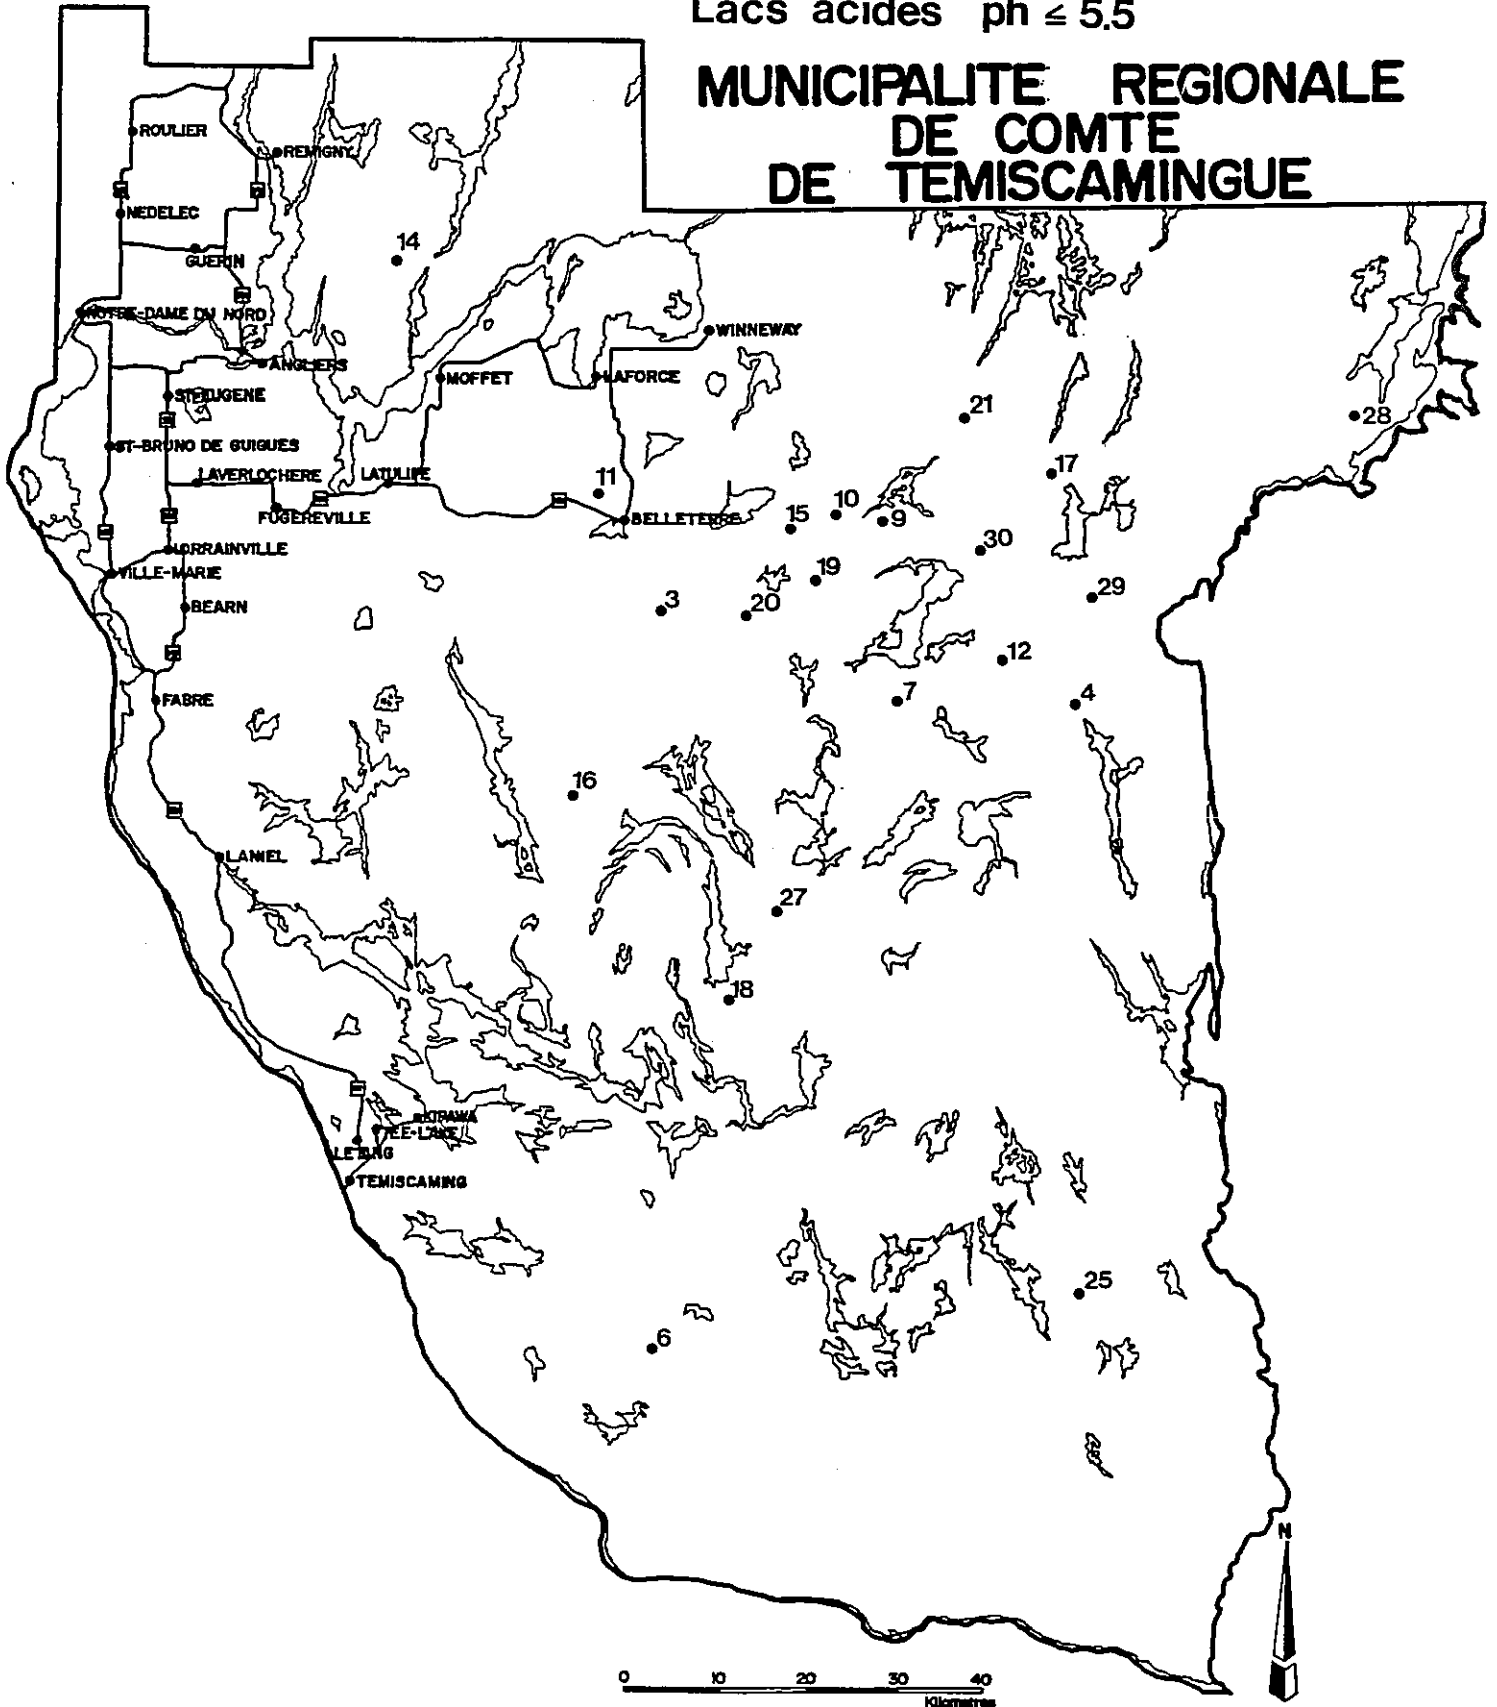 Lacs acides ph ≤ 5.5
MUNICIPALITE REGIONALE
DE COMTE
DE TEMISCAMINGUE
ROULIER
REMIGNY
NEDELEC
14
GUERIN
NOTRE-DAME DU NORD
WINNEWAY
ANGLIERS
MOFFET
LAFORCE
ST-EUGENE
21
28
ST-BRUNO DE GUIGUES
17
LAVERLOCHERE
LATULIPE
11
10
FUGEREVILLE
BELLETERRE
15
9
LORRAINVILLE
30
VILLE-MARIE
19
29
BEARN
3
20
12
FABRE
7
4
16
LANIEL
27
18
KIPAWA
TEE-LAKE
LETANG
TEMISCAMING
25
6
N
0 10 20 30 40
Kilometres